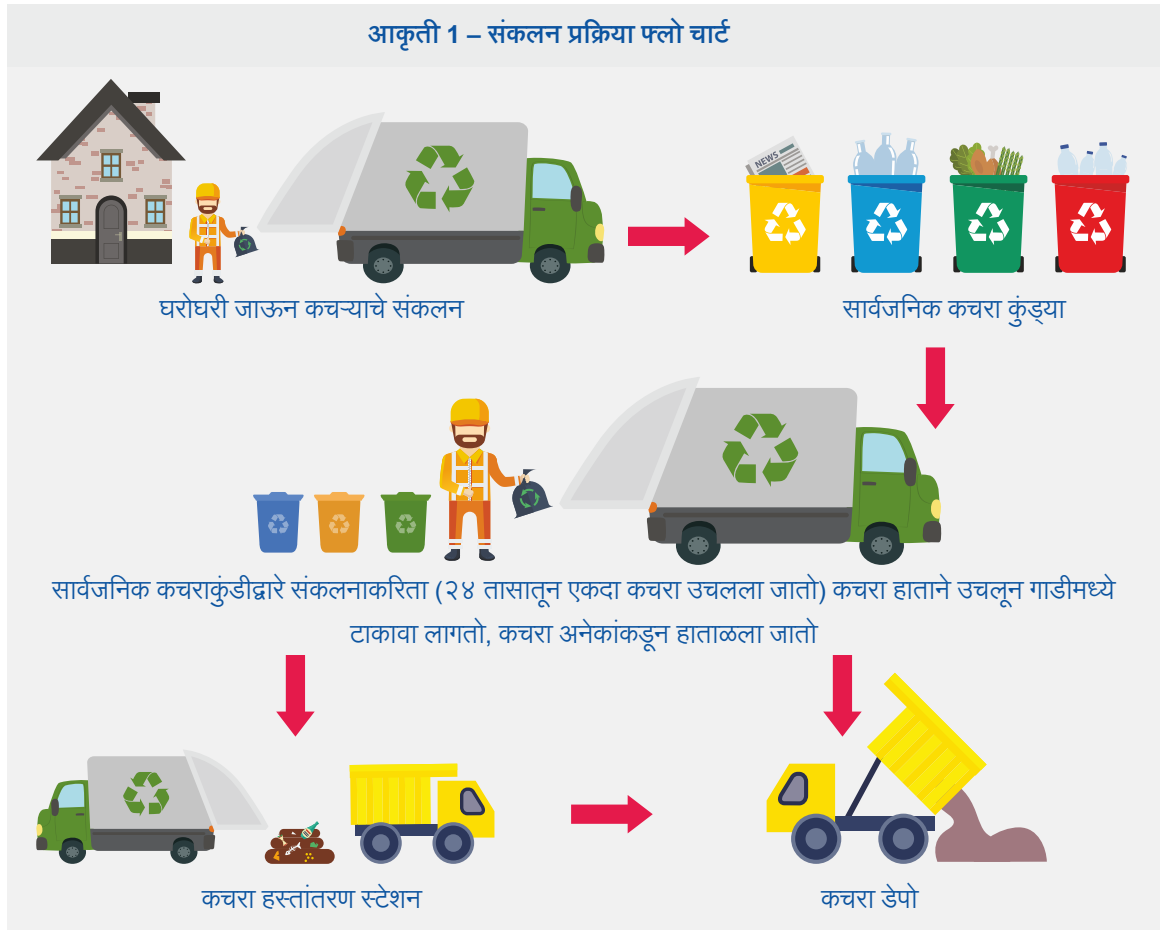 आकृती 1 – संकलन प्रक्रिया फ्लो चार्ट
NEWS
घरोघरी जाऊन कचऱ्याचे संकलन
सार्वजनिक कचरा कुंड्या
सार्वजनिक कचराकुंडीद्वारे संकलनाकरिता (२४ तासातून एकदा कचरा उचलला जातो) कचरा हाताने उचलून गाडीमध्ये
टाकावा लागतो, कचरा अनेकांकडून हाताळला जातो
कचरा हस्तांतरण स्टेशन
कचरा डेपो